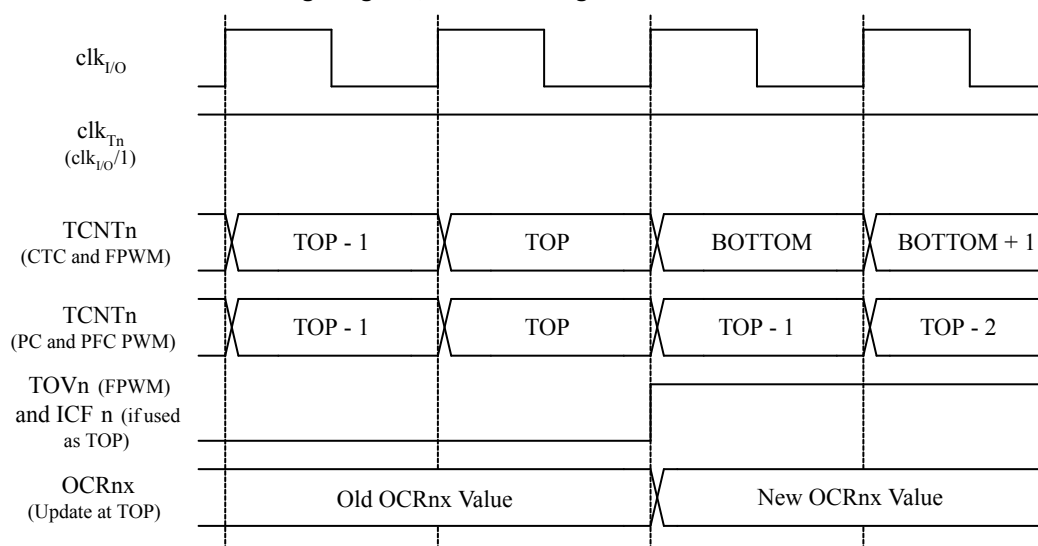 clkI/O
clkTn
(clkI/O/1)
TCNTn
(CTC and FPWM)
TOP - 1
TOP
BOTTOM
BOTTOM + 1
TCNTn
(PC and PFC PWM)
TOP - 1
TOP
TOP - 1
TOP - 2
TOVn (FPWM)
and ICF n (if used
as TOP)
OCRnx
(Update at TOP)
Old OCRnx Value
New OCRnx Value